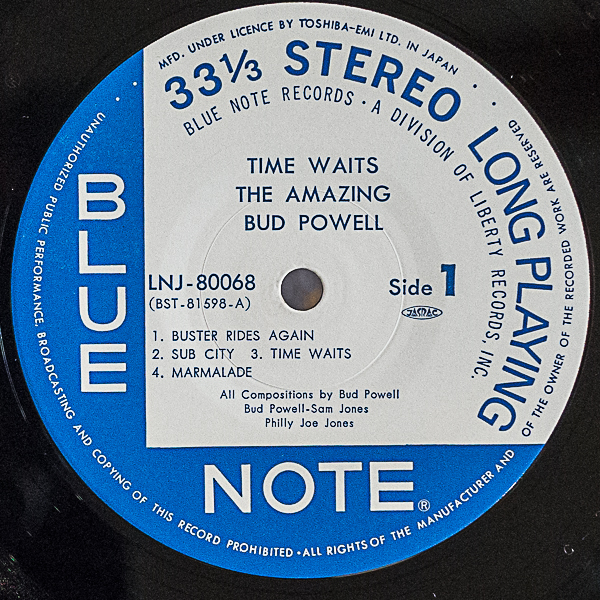 MFD. UNDER LICENCE BY TOSHIBA-EMI LTD. IN JAPAN
33⅓ STEREO LONG PLAYING
BLUE NOTE RECORDS · A DIVISION OF LIBERTY RECORDS, INC.
TIME WAITS
THE AMAZING
BUD POWELL
LNJ-80068
(BST-81598-A)
Side 1
JASRAC
1. BUSTER RIDES AGAIN
2. SUB CITY 3. TIME WAITS
4. MARMALADE
All Compositions by Bud Powell
Bud Powell-Sam Jones
Philly Joe Jones
BLUE
NOTE®
UNAUTHORIZED PUBLIC PERFORMANCE, BROADCASTING AND COPYING OF THIS RECORD PROHIBITED · ALL RIGHTS OF THE MANUFACTURER AND OF THE OWNER OF THE RECORDED WORK ARE RESERVED